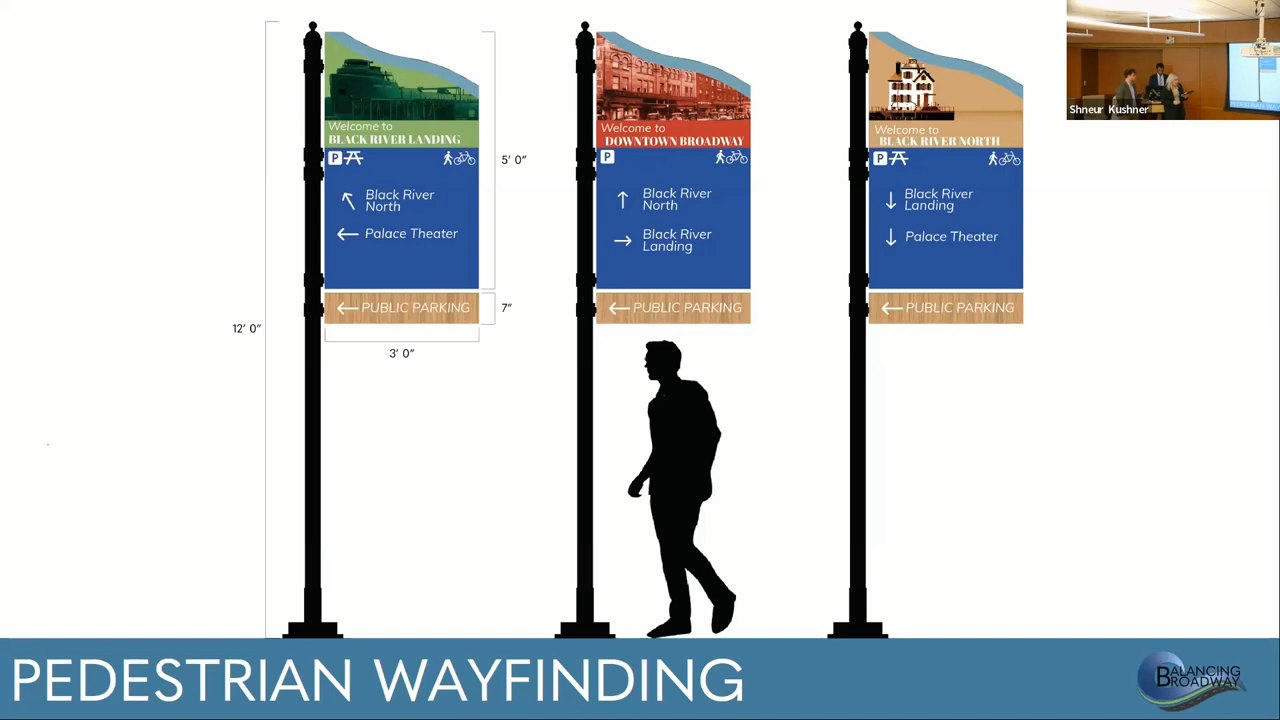 Shneur Kushner
Welcome to
BLACK RIVER LANDING
P
Black River
North
Palace Theater
PUBLIC PARKING
5' 0"
7"
12' 0"
3' 0"
Welcome to
DOWNTOWN BROADWAY
P
Black River
North
Black River
Landing
PUBLIC PARKING
Welcome to
BLACK RIVER NORTH
P
Black River
Landing
Palace Theater
PUBLIC PARKING
PEDESTRIAN WAYFINDING
BALANCING
BROADWAY